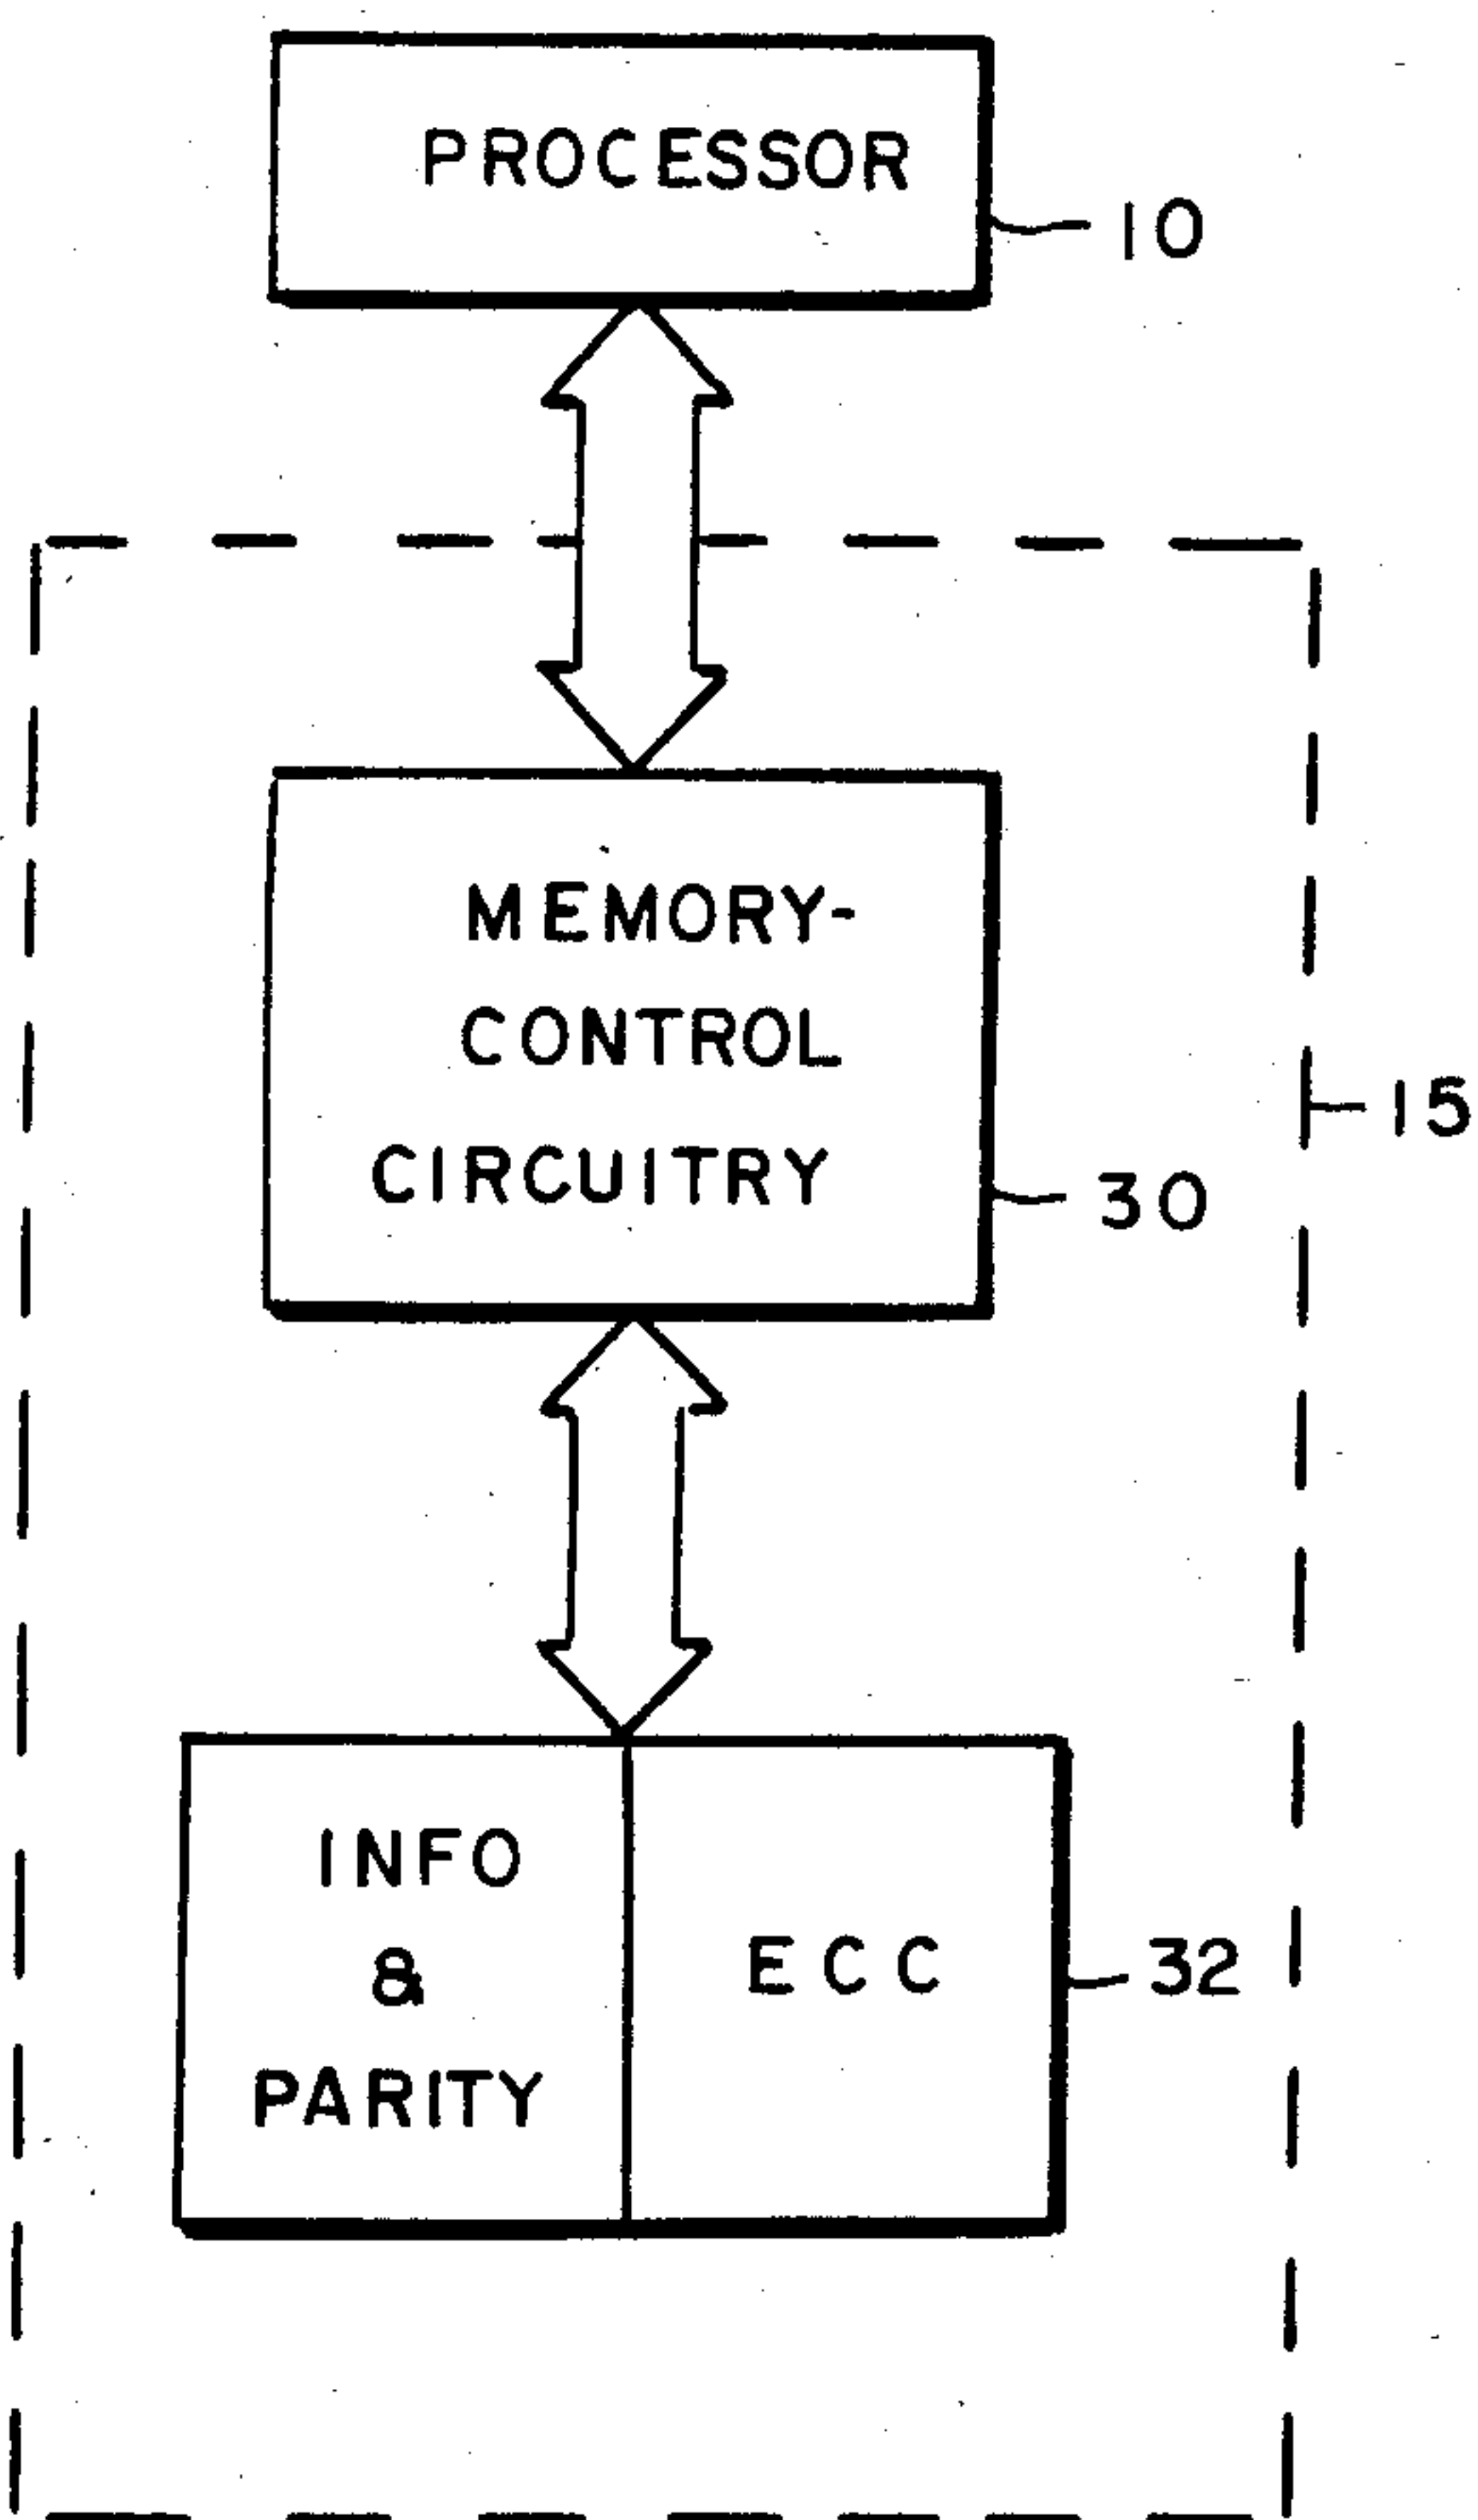 PROCESSOR
10
MEMORY-
CONTROL
CIRCUITRY
15
30
INFO
&
PARITY
ECC
32